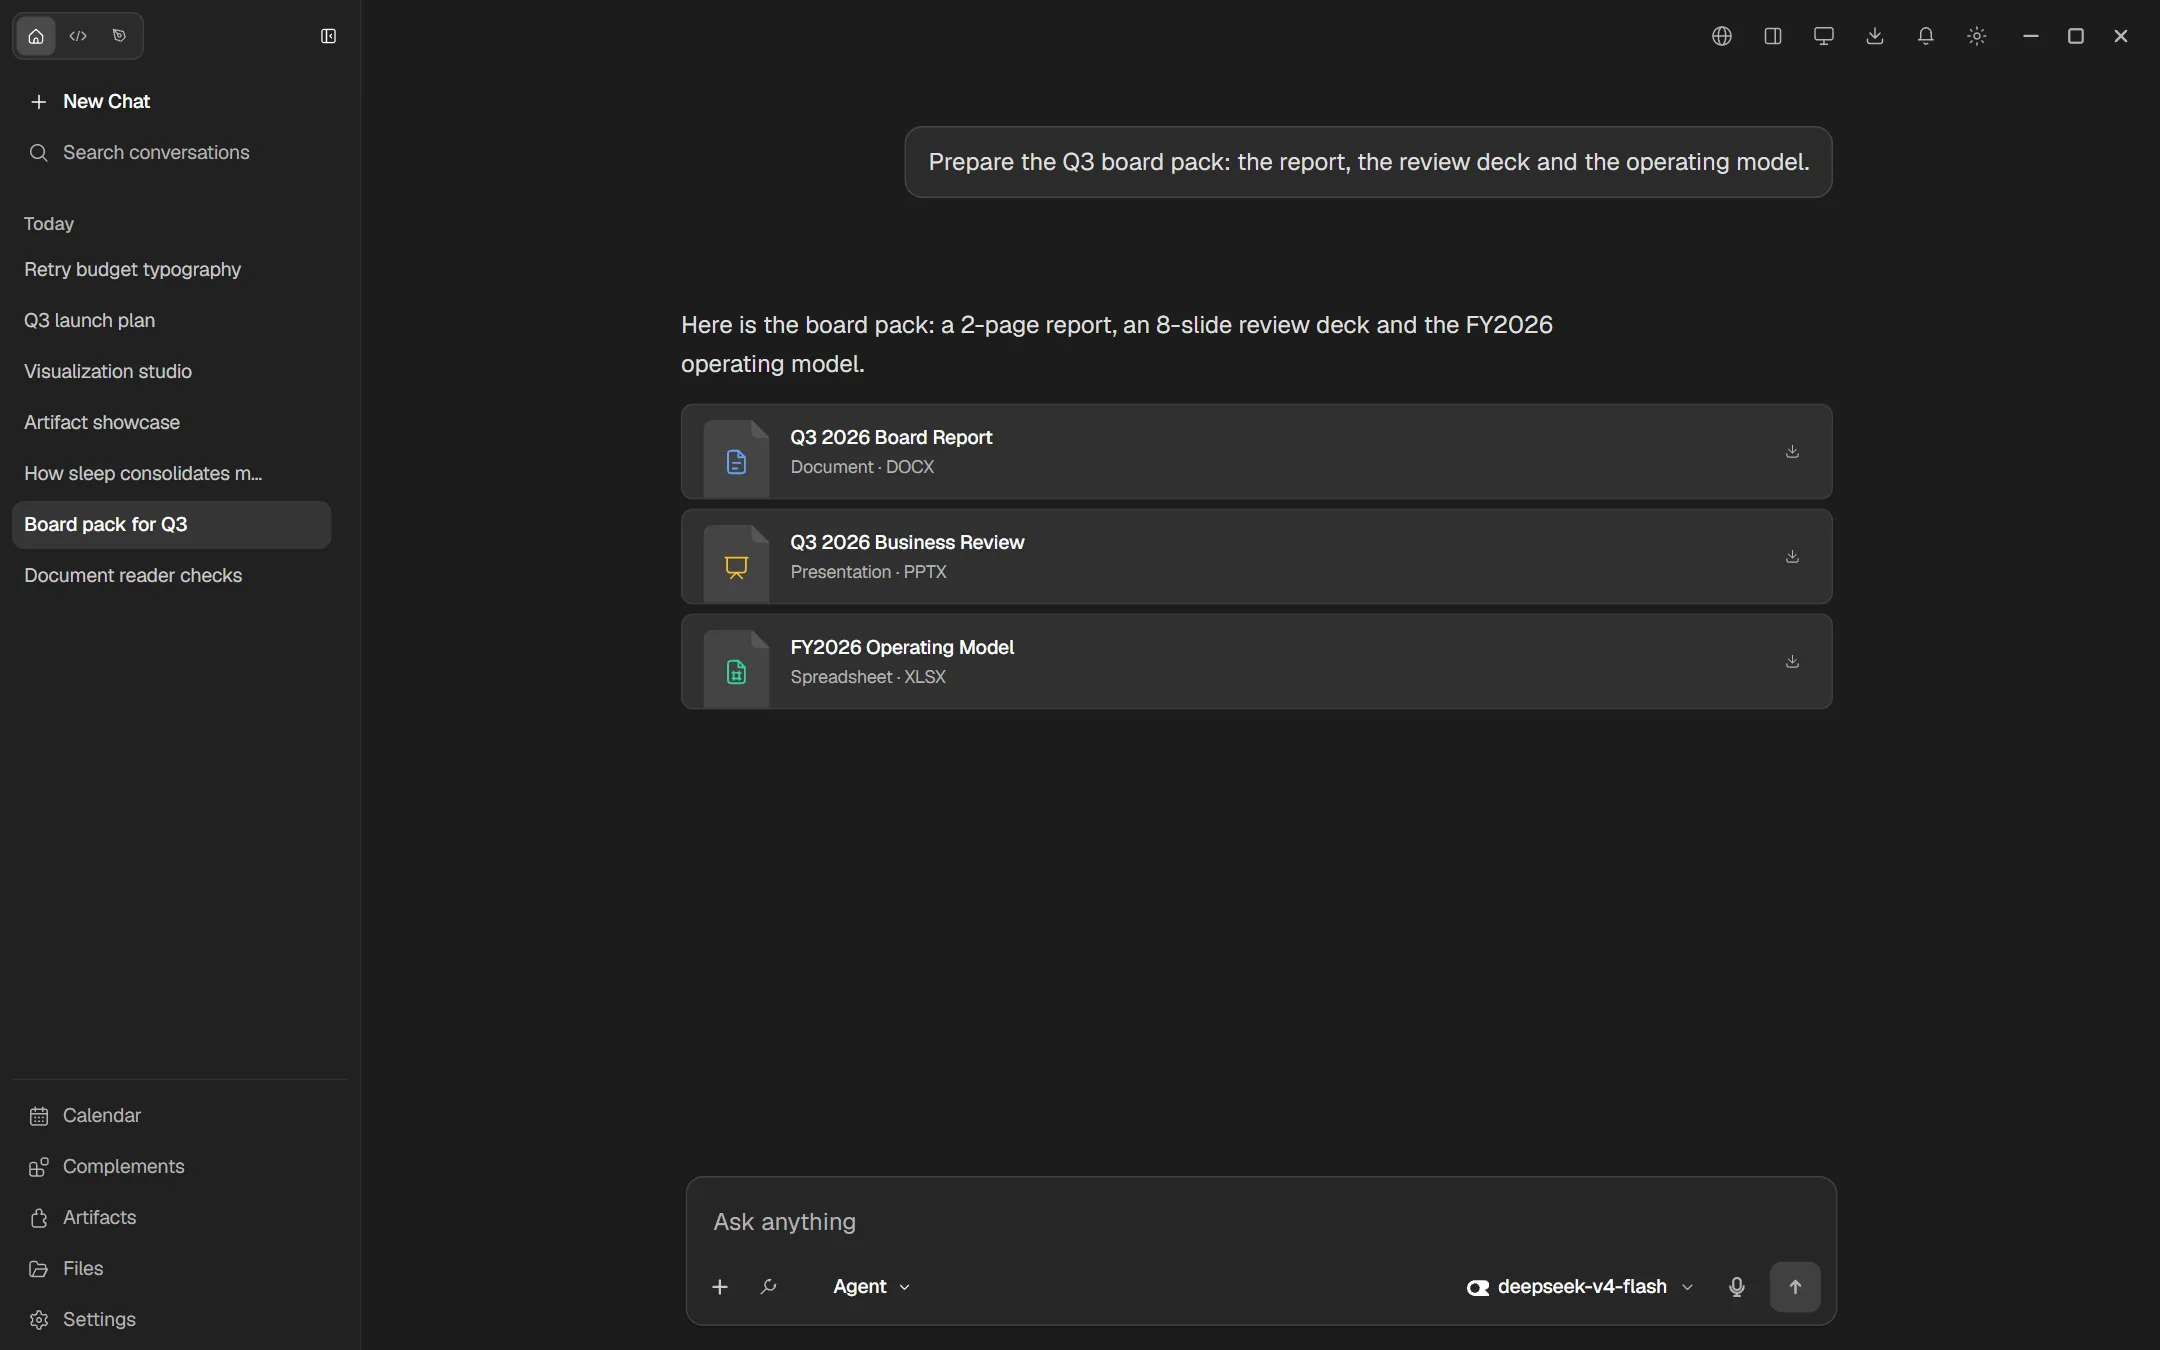 New Chat
Search conversations
Today
Retry budget typography
Q3 launch plan
Visualization studio
Artifact showcase
How sleep consolidates m...
Board pack for Q3
Document reader checks
Calendar
Complements
Artifacts
Files
Settings
Prepare the Q3 board pack: the report, the review deck and the operating model.
Here is the board pack: a 2-page report, an 8-slide review deck and the FY2026
operating model.
Q3 2026 Board Report
Document · DOCX
Q3 2026 Business Review
Presentation · PPTX
FY2026 Operating Model
Spreadsheet · XLSX
Ask anything
Agent
deepseek-v4-flash